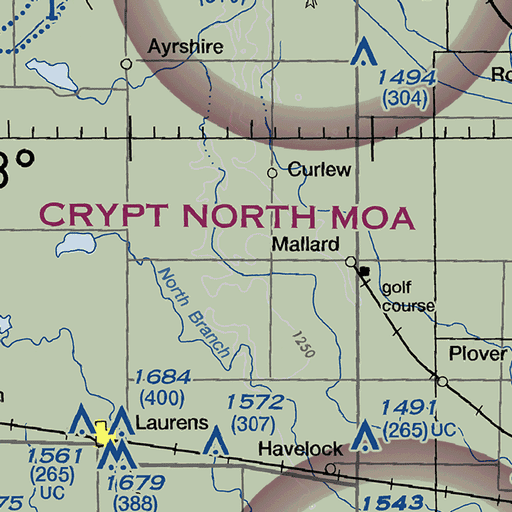 Ayrshire
1494
(304)
Curlew
CRYPT NORTH MOA
Mallard
golf
course
North Branch
1250
Plover
1684
(400)
1572
(307)
1491
(265) UC
Laurens
Havelock
1561
(265)
UC
1679
(388)
1543